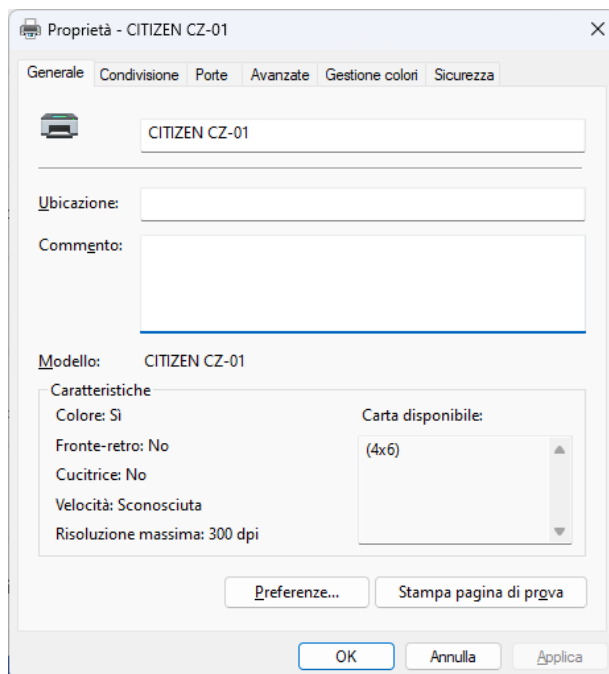 Proprietà - CITIZEN CZ-01
Generale Condivisione Porte Avanzate Gestione colori Sicurezza
CITIZEN CZ-01
Ubicazione:
Commento:
Modello: CITIZEN CZ-01
Caratteristiche
Colore: Sì
Carta disponibile:
Fronte-retro: No
(4x6)
Cucitrice: No
Velocità: Sconosciuta
Risoluzione massima: 300 dpi
Preferenze... Stampa pagina di prova
OK Annulla Applica